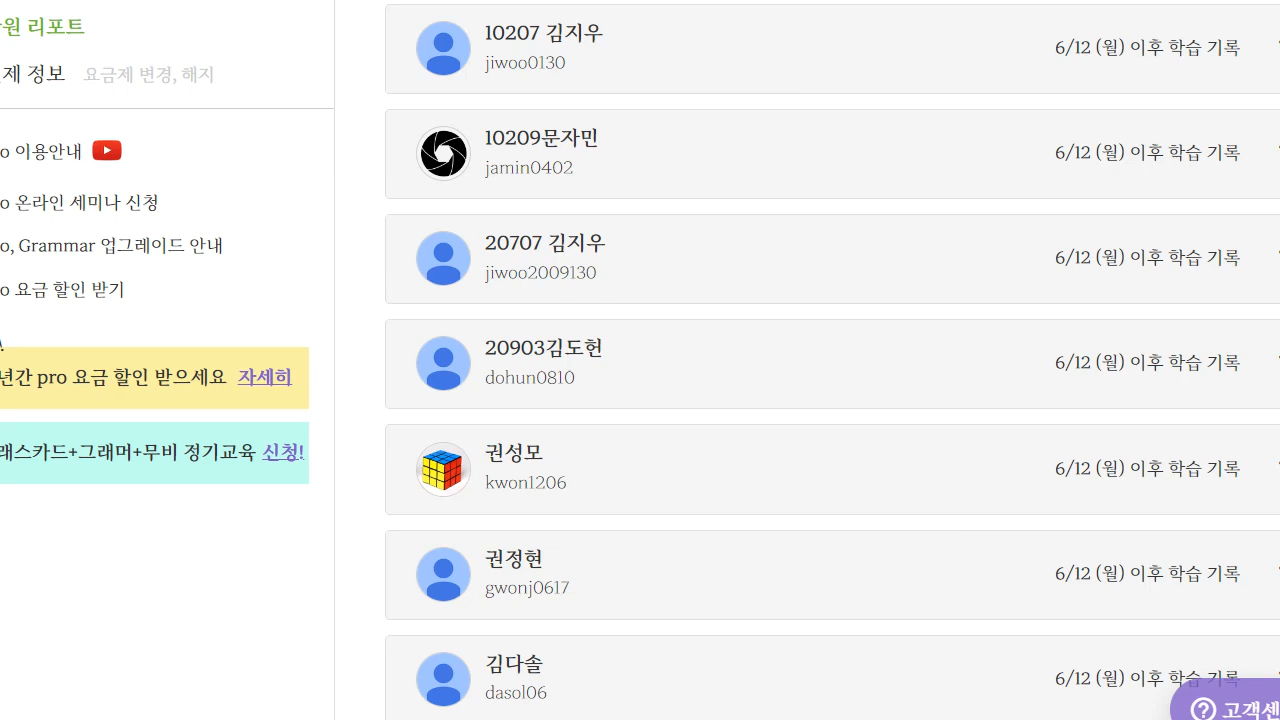 원 리포트
제 정보 요금제 변경, 해지
o 이용안내
o 온라인 세미나 신청
o, Grammar 업그레이드 안내
o 요금 할인 받기
년간 pro 요금 할인 받으세요 자세히
래스카드+그래머+무비 정기교육 신청!
10207 김지우
jiwoo0130
6/12 (월) 이후 학습 기록
10209문자민
jamin0402
6/12 (월) 이후 학습 기록
20707 김지우
jiwoo2009130
6/12 (월) 이후 학습 기록
20903김도헌
dohun0810
6/12 (월) 이후 학습 기록
권성모
kwon1206
6/12 (월) 이후 학습 기록
권정현
gwonj0617
6/12 (월) 이후 학습 기록
김다솔
dasol06
6/12 (월) 이후 학습 기록
고객세